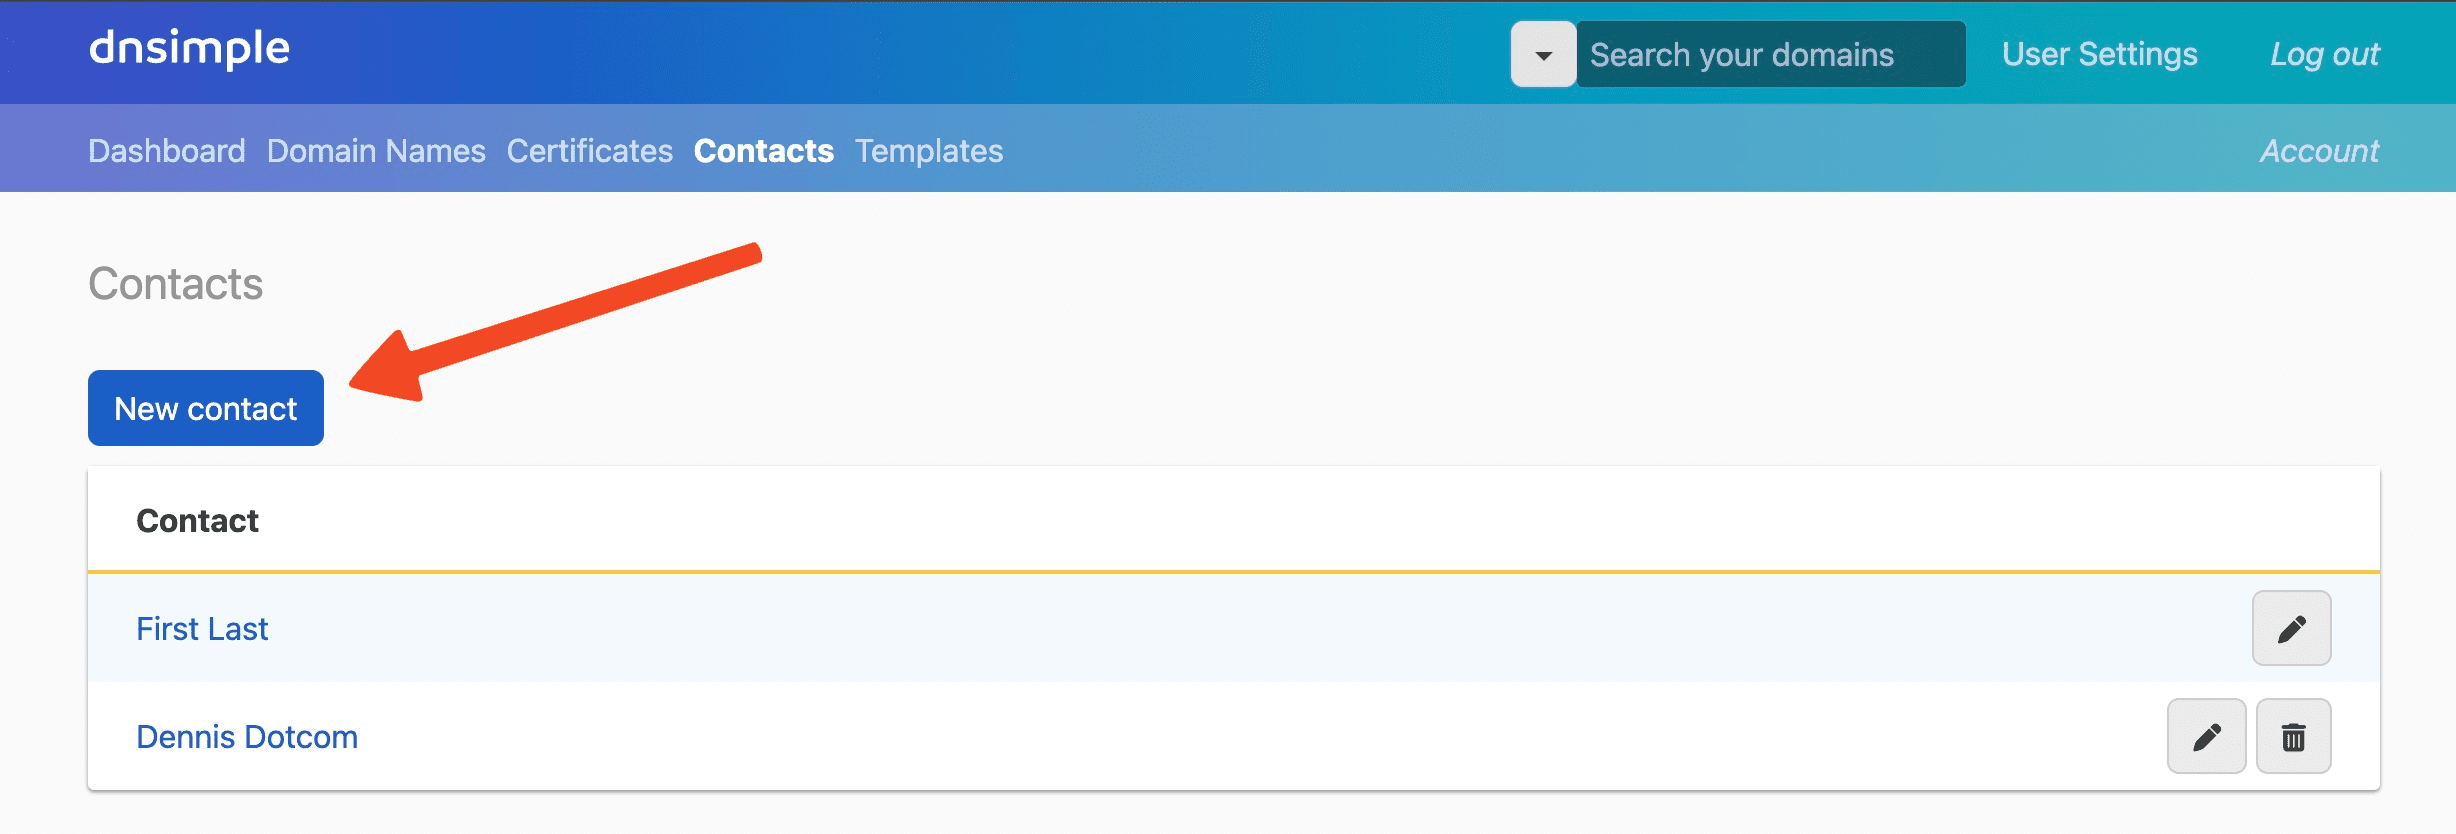 dnsimple
Search your domains
User Settings
Log out
Dashboard Domain Names Certificates Contacts Templates
Account
Contacts
New contact
Contact
First Last
Dennis Dotcom